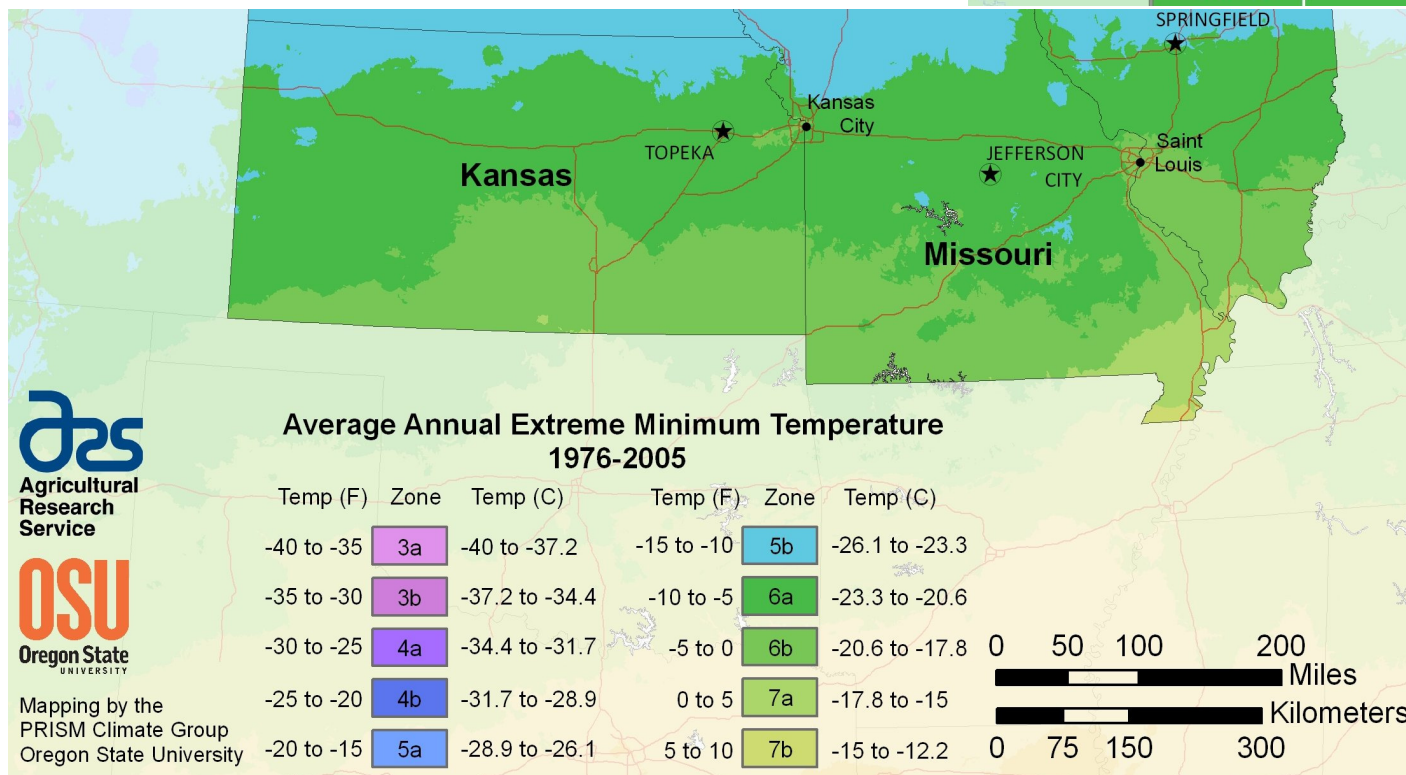 SPRINGFIELD
Kansas
City
TOPEKA
JEFFERSON
CITY
Saint
Louis
Kansas
Missouri
ars
Agricultural
Research
Service
OSU
Oregon State
UNIVERSITY
Mapping by the
PRISM Climate Group
Oregon State University
Average Annual Extreme Minimum Temperature
1976-2005
Temp (F) Zone Temp (C) Temp (F) Zone Temp (C)
-40 to -35 3a -40 to -37.2 -15 to -10 5b -26.1 to -23.3
-35 to -30 3b -37.2 to -34.4 -10 to -5 6a -23.3 to -20.6
-30 to -25 4a -34.4 to -31.7 -5 to 0 6b -20.6 to -17.8
-25 to -20 4b -31.7 to -28.9 0 to 5 7a -17.8 to -15
-20 to -15 5a -28.9 to -26.1 5 to 10 7b -15 to -12.2
0 50 100 200
Miles
Kilometers
0 75 150 300